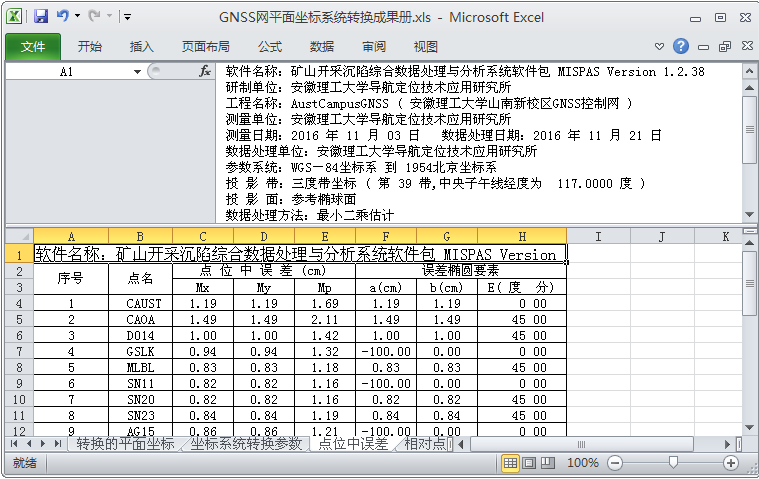 GNSS网平面坐标系统转换成果册.xls - Microsoft Excel
文件 开始 插入 页面布局 公式 数据 审阅 视图
A1 fx
软件名称: 矿山开采沉陷综合数据处理与分析系统软件包 MISPAS Version 1.2.38
研制单位: 安徽理工大学导航定位技术应用研究所
工程名称: AustCampusGNSS ( 安徽理工大学山南新校区GNSS控制网 )
测量单位: 安徽理工大学导航定位技术应用研究所
测量日期: 2016 年 11 月 03 日 数据处理日期: 2016 年 11 月 21 日
数据处理单位: 安徽理工大学导航定位技术应用研究所
参数系统: WGS—84坐标系 到 1954北京坐标系
投 影 带: 三度带坐标 ( 第 39 带,中央子午线经度为 117.0000 度 )
投 影 面: 参考椭球面
数据处理方法: 最小二乘估计
A B C D E F G H I J K
1 软件名称: 矿山开采沉陷综合数据处理与分析系统软件包 MISPAS Version
2 序号 点名 点 位 中 误 差 (cm) 误差椭圆要素
3 Mx My Mp a(cm) b(cm) E( 度 分)
4 1 CAUST 1.19 1.19 1.69 1.19 1.19 0 00
5 2 CAOA 1.49 1.49 2.11 1.49 1.49 45 00
6 3 D014 1.00 1.00 1.42 1.00 1.00 45 00
7 4 GSLK 0.94 0.94 1.32 -100.00 0.00 0 00
8 5 MLBL 0.83 0.83 1.18 0.83 0.83 45 00
9 6 SN11 0.82 0.82 1.16 -100.00 0.00 0 00
10 7 SN20 0.82 0.82 1.16 0.82 0.82 45 00
11 8 SN23 0.84 0.84 1.19 0.84 0.84 45 00
12 9 AG15 0.86 0.86 1.21 -100.00 0.00 0 00
转换的平面坐标 坐标系统转换参数 点位中误差 相对点
就绪 100%